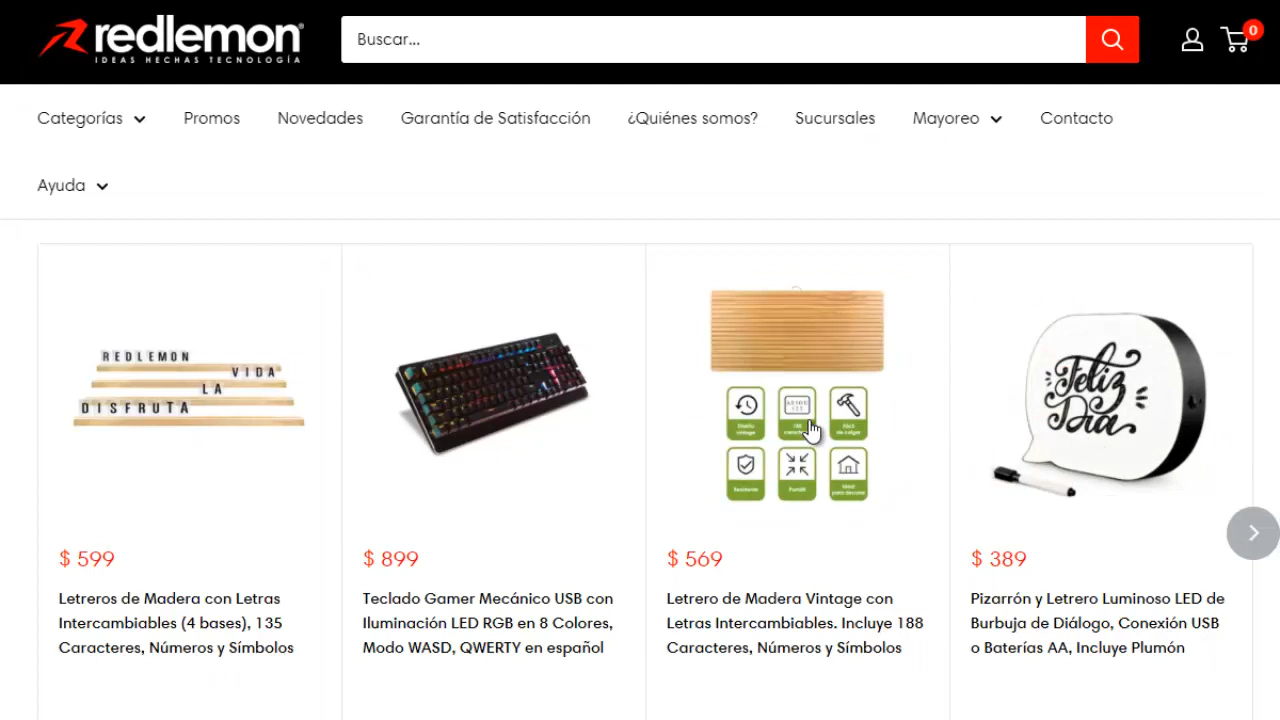 redlemon®
IDEAS HECHAS TECNOLOGÍA
Buscar...
0
Categorías
Promos
Novedades
Garantía de Satisfacción
¿Quiénes somos?
Sucursales
Mayoreo
Contacto
Ayuda
REDLEMON
VIDA
LA
DISFRUTA
Feliz
Día
$ 599
Letreros de Madera con Letras
Intercambiables (4 bases), 135
Caracteres, Números y Símbolos
$ 899
Teclado Gamer Mecánico USB con
Iluminación LED RGB en 8 Colores,
Modo WASD, QWERTY en español
$ 569
Letrero de Madera Vintage con
Letras Intercambiables. Incluye 188
Caracteres, Números y Símbolos
$ 389
Pizarrón y Letrero Luminoso LED de
Burbuja de Diálogo, Conexión USB
o Baterías AA, Incluye Plumón